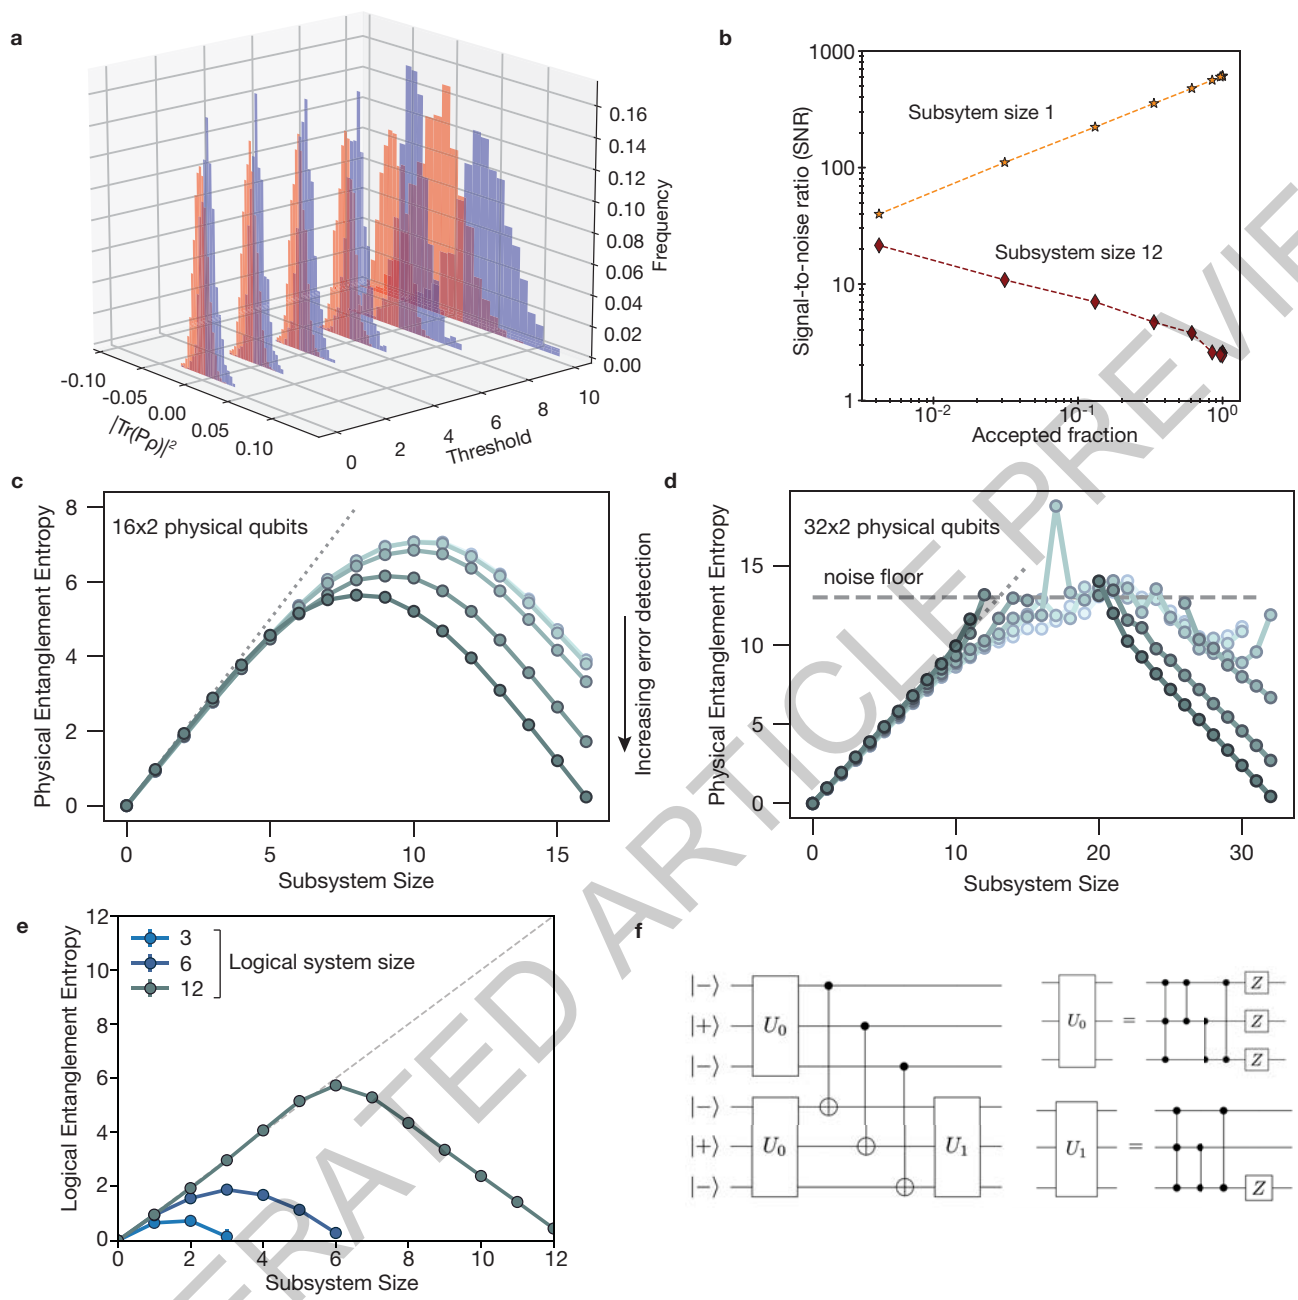 a
0.16
0.14
0.12
0.10
0.08
0.06
0.04
0.02
0.00
Frequency
-0.10
-0.05
0.00
0.05
0.10
|Tr(Pρ)|²
0
2
4
6
8
10
Threshold
b
1000
100
10
1
Signal-to-noise ratio (SNR)
Subsytem size 1
Subsystem size 12
10⁻²
10⁻¹
10⁰
Accepted fraction
c
8
6
4
2
0
Physical Entanglement Entropy
16x2 physical qubits
0
5
10
15
Subsystem Size
Increasing error detection
d
15
10
5
0
Physical Entanglement Entropy
32x2 physical qubits
noise floor
0
10
20
30
Subsystem Size
e
12
10
8
6
4
2
0
Logical Entanglement Entropy
3
6
12
Logical system size
0
2
4
6
8
10
12
Subsystem Size
f
|−⟩
|+⟩
|−⟩
|−⟩
|+⟩
|−⟩
U₀
U₀
U₁
U₀ =
Z
Z
Z
U₁ =
Z
ERATED ARTICLE PREVIE